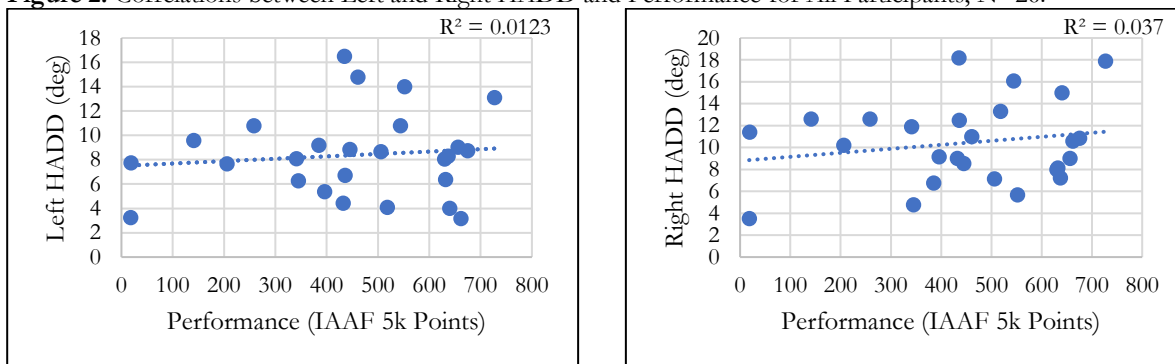 Figure 2. Correlations between Left and Right HADD and Performance for All Participants, N=26.
R² = 0.0123
18
16
14
12
10
8
6
4
2
0
Left HADD (deg)
0 100 200 300 400 500 600 700 800
Performance (IAAF 5k Points)
R² = 0.037
20
18
16
14
12
10
8
6
4
2
0
Right HADD (deg)
0 100 200 300 400 500 600 700 800
Performance (IAAF 5k Points)